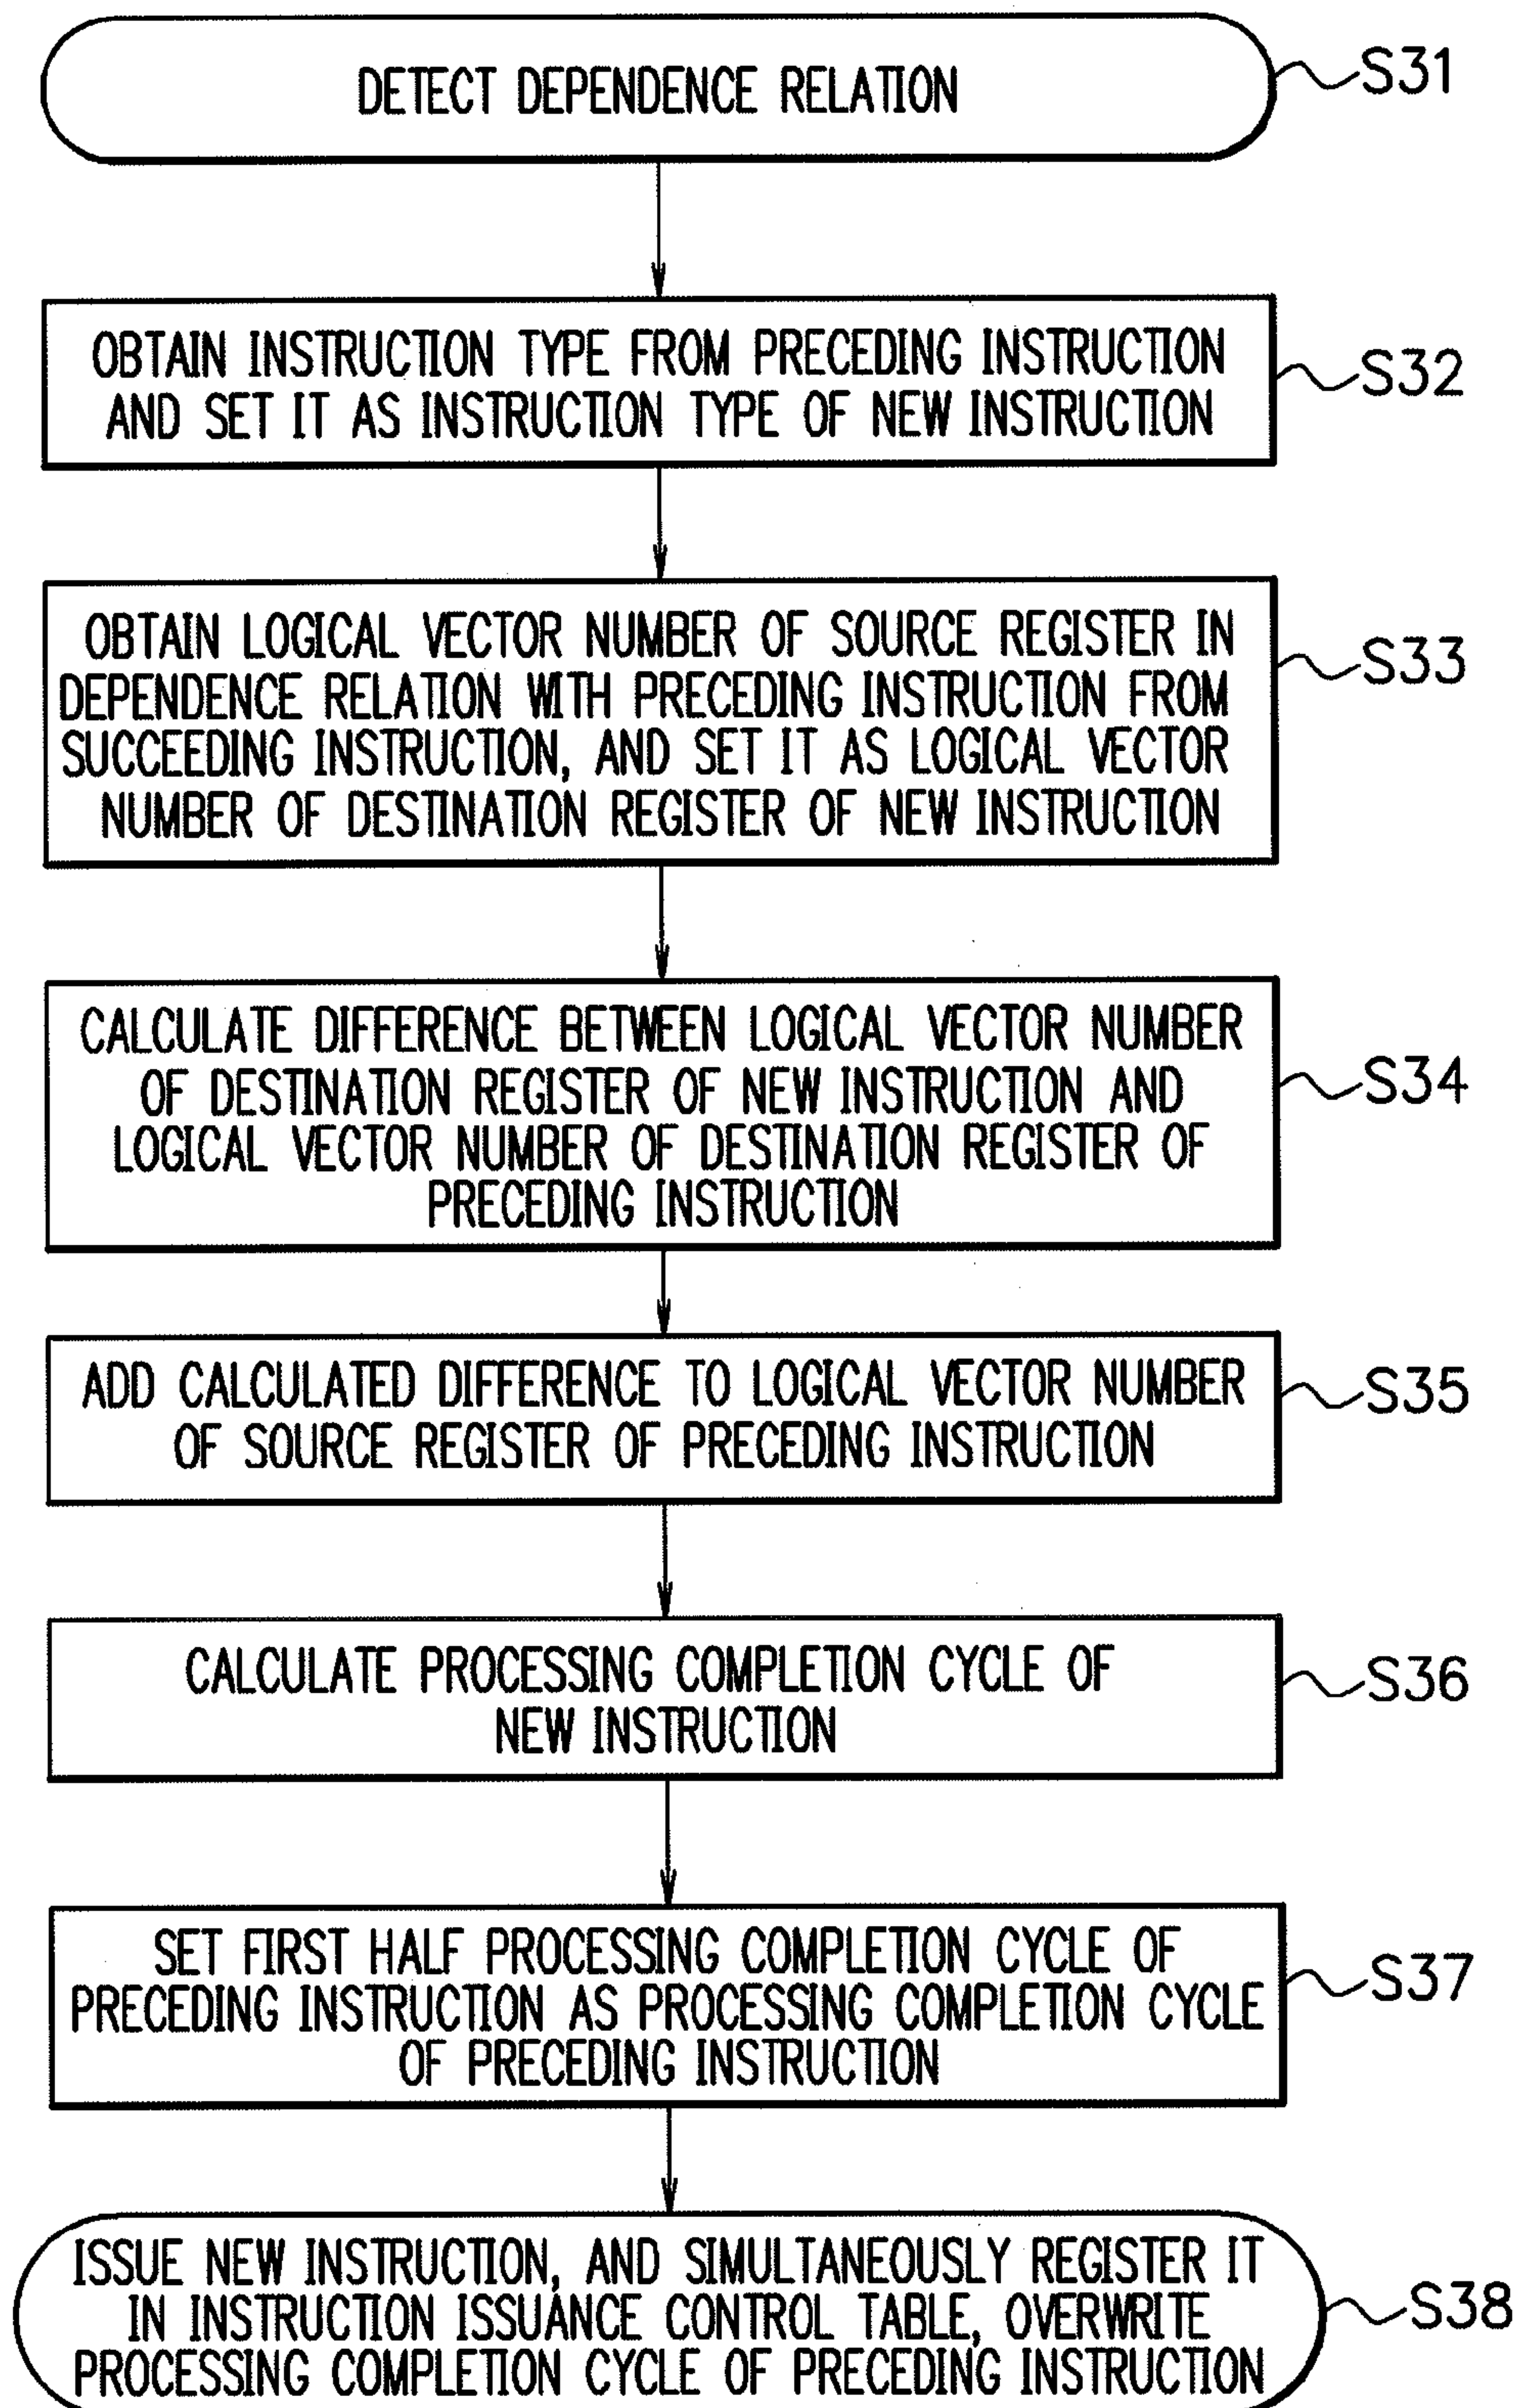 DETECT DEPENDENCE RELATION
S31
OBTAIN INSTRUCTION TYPE FROM PRECEDING INSTRUCTION
AND SET IT AS INSTRUCTION TYPE OF NEW INSTRUCTION
S32
OBTAIN LOGICAL VECTOR NUMBER OF SOURCE REGISTER IN
DEPENDENCE RELATION WITH PRECEDING INSTRUCTION FROM
SUCCEEDING INSTRUCTION, AND SET IT AS LOGICAL VECTOR
NUMBER OF DESTINATION REGISTER OF NEW INSTRUCTION
S33
CALCULATE DIFFERENCE BETWEEN LOGICAL VECTOR NUMBER
OF DESTINATION REGISTER OF NEW INSTRUCTION AND
LOGICAL VECTOR NUMBER OF DESTINATION REGISTER OF
PRECEDING INSTRUCTION
S34
ADD CALCULATED DIFFERENCE TO LOGICAL VECTOR NUMBER
OF SOURCE REGISTER OF PRECEDING INSTRUCTION
S35
CALCULATE PROCESSING COMPLETION CYCLE OF
NEW INSTRUCTION
S36
SET FIRST HALF PROCESSING COMPLETION CYCLE OF
PRECEDING INSTRUCTION AS PROCESSING COMPLETION CYCLE
OF PRECEDING INSTRUCTION
S37
ISSUE NEW INSTRUCTION, AND SIMULTANEOUSLY REGISTER IT
IN INSTRUCTION ISSUANCE CONTROL TABLE, OVERWRITE
PROCESSING COMPLETION CYCLE OF PRECEDING INSTRUCTION
S38